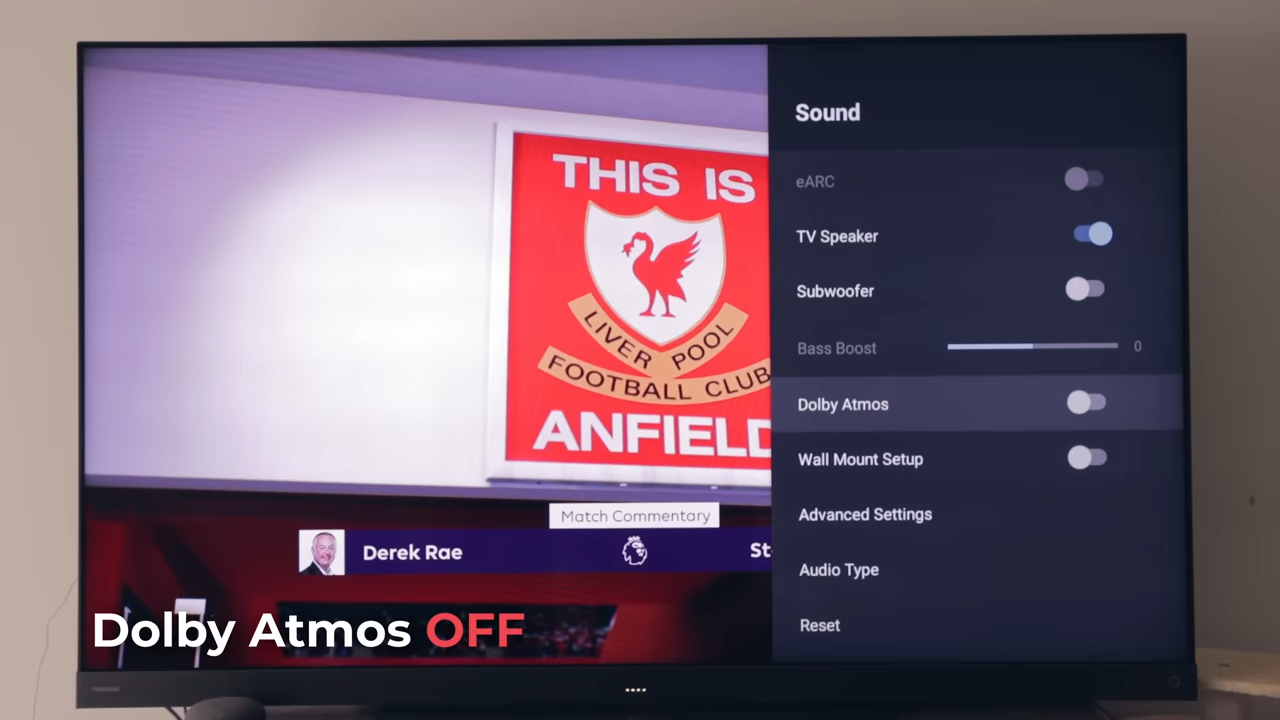 THIS IS
LIVER POOL
FOOTBALL CLUB
ANFIELD
Match Commentary
Derek Rae
St
Sound
eARC
TV Speaker
Subwoofer
Bass Boost 0
Dolby Atmos
Wall Mount Setup
Advanced Settings
Audio Type
Reset
Dolby Atmos OFF